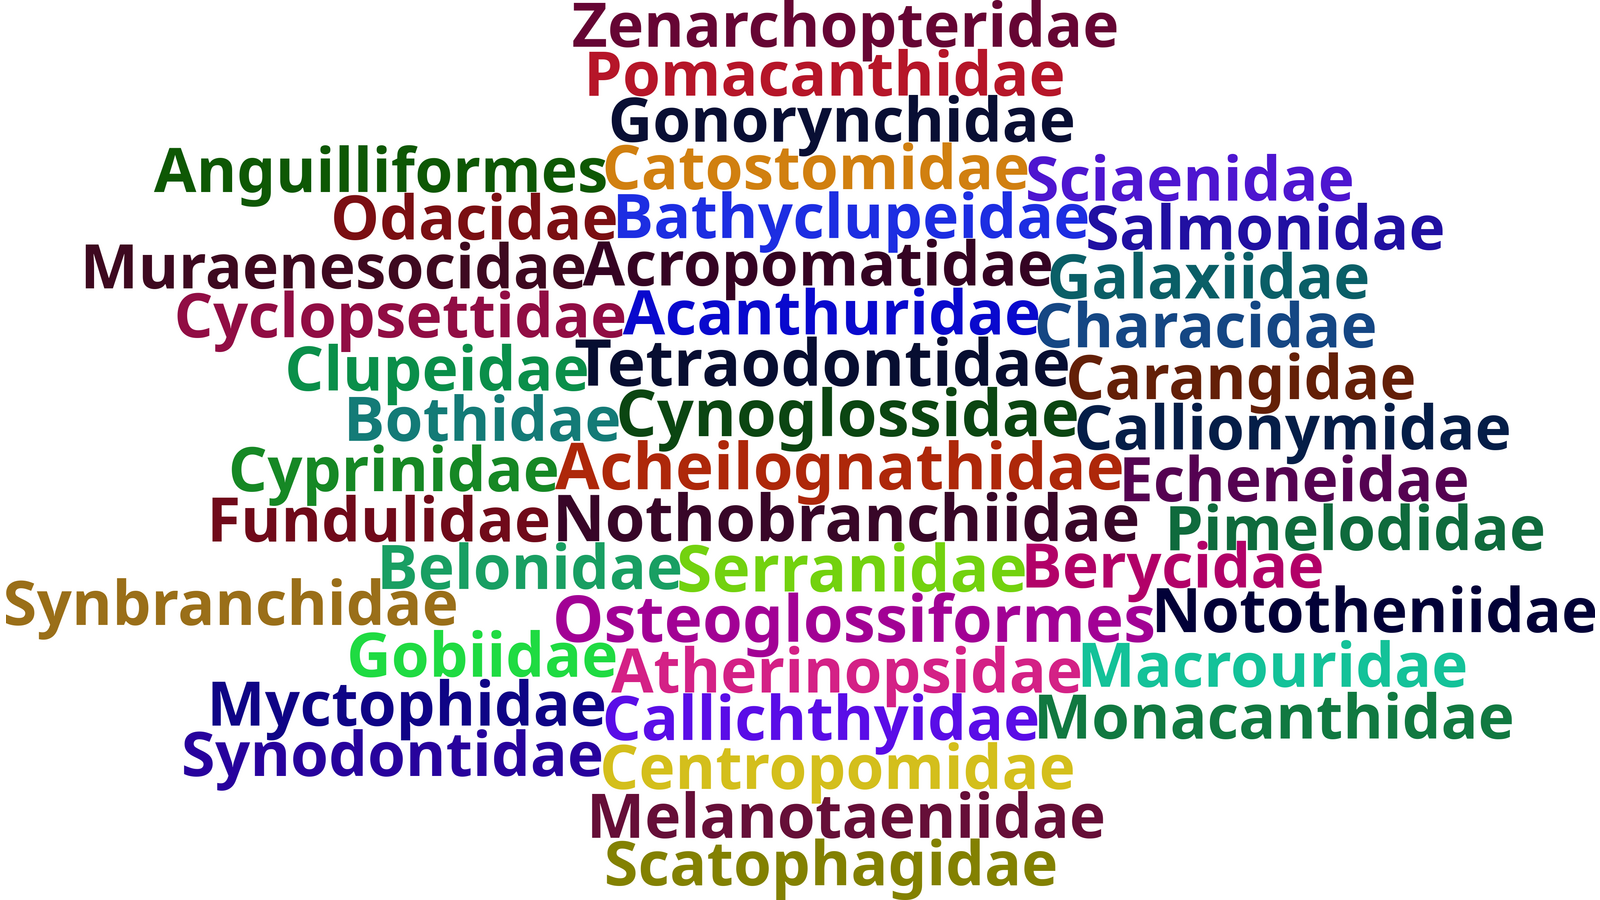 Zenarchopteridae
Pomacanthidae
Gonorynchidae
Anguilliformes Catostomidae Sciaenidae
Odacidae Bathyclupeidae Salmonidae
Muraenesocidae Acropomatidae Galaxiidae
Cyclopsettidae Acanthuridae Characidae
Clupeidae Tetraodontidae Carangidae
Bothidae Cynoglossidae Callionymidae
Cyprinidae Acheilognathidae Echeneidae
Fundulidae Nothobranchiidae Pimelodidae
Belonidae Serranidae Berycidae
Synbranchidae Osteoglossiformes Nototheniidae
Gobiidae Atherinopsidae Macrouridae
Myctophidae Callichthyidae Monacanthidae
Synodontidae Centropomidae
Melanotaeniidae
Scatophagidae